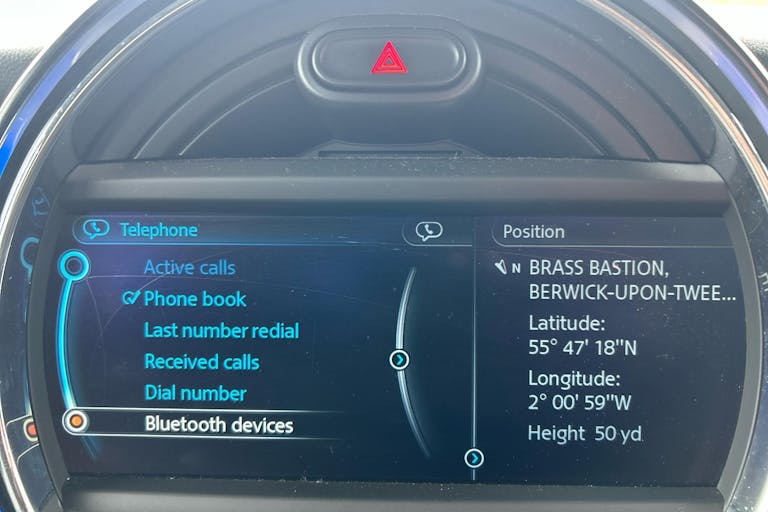 Telephone
Active calls
Phone book
Last number redial
Received calls
Dial number
Bluetooth devices
Position
N BRASS BASTION,
BERWICK-UPON-TWEE...
Latitude:
55° 47' 18"N
Longitude:
2° 00' 59"W
Height 50 yd